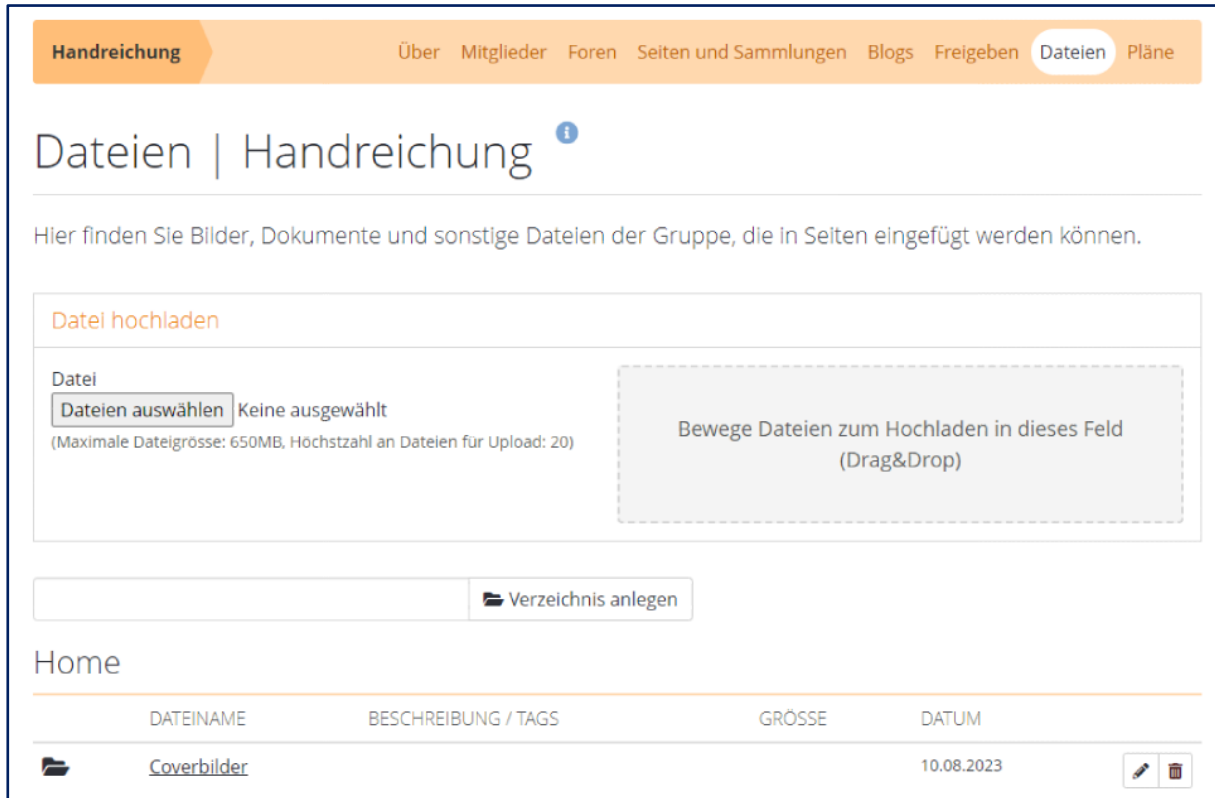 Handreichung Über Mitglieder Foren Seiten und Sammlungen Blogs Freigeben Dateien Pläne
Dateien | Handreichung
Hier finden Sie Bilder, Dokumente und sonstige Dateien der Gruppe, die in Seiten eingefügt werden können.
Datei hochladen
Datei
Dateien auswählen Keine ausgewählt
(Maximale Dateigrösse: 650MB, Höchstzahl an Dateien für Upload: 20)
Bewege Dateien zum Hochladen in dieses Feld
(Drag&Drop)
Verzeichnis anlegen
Home
DATEINAME BESCHREIBUNG / TAGS GRÖSSE DATUM
Coverbilder 10.08.2023